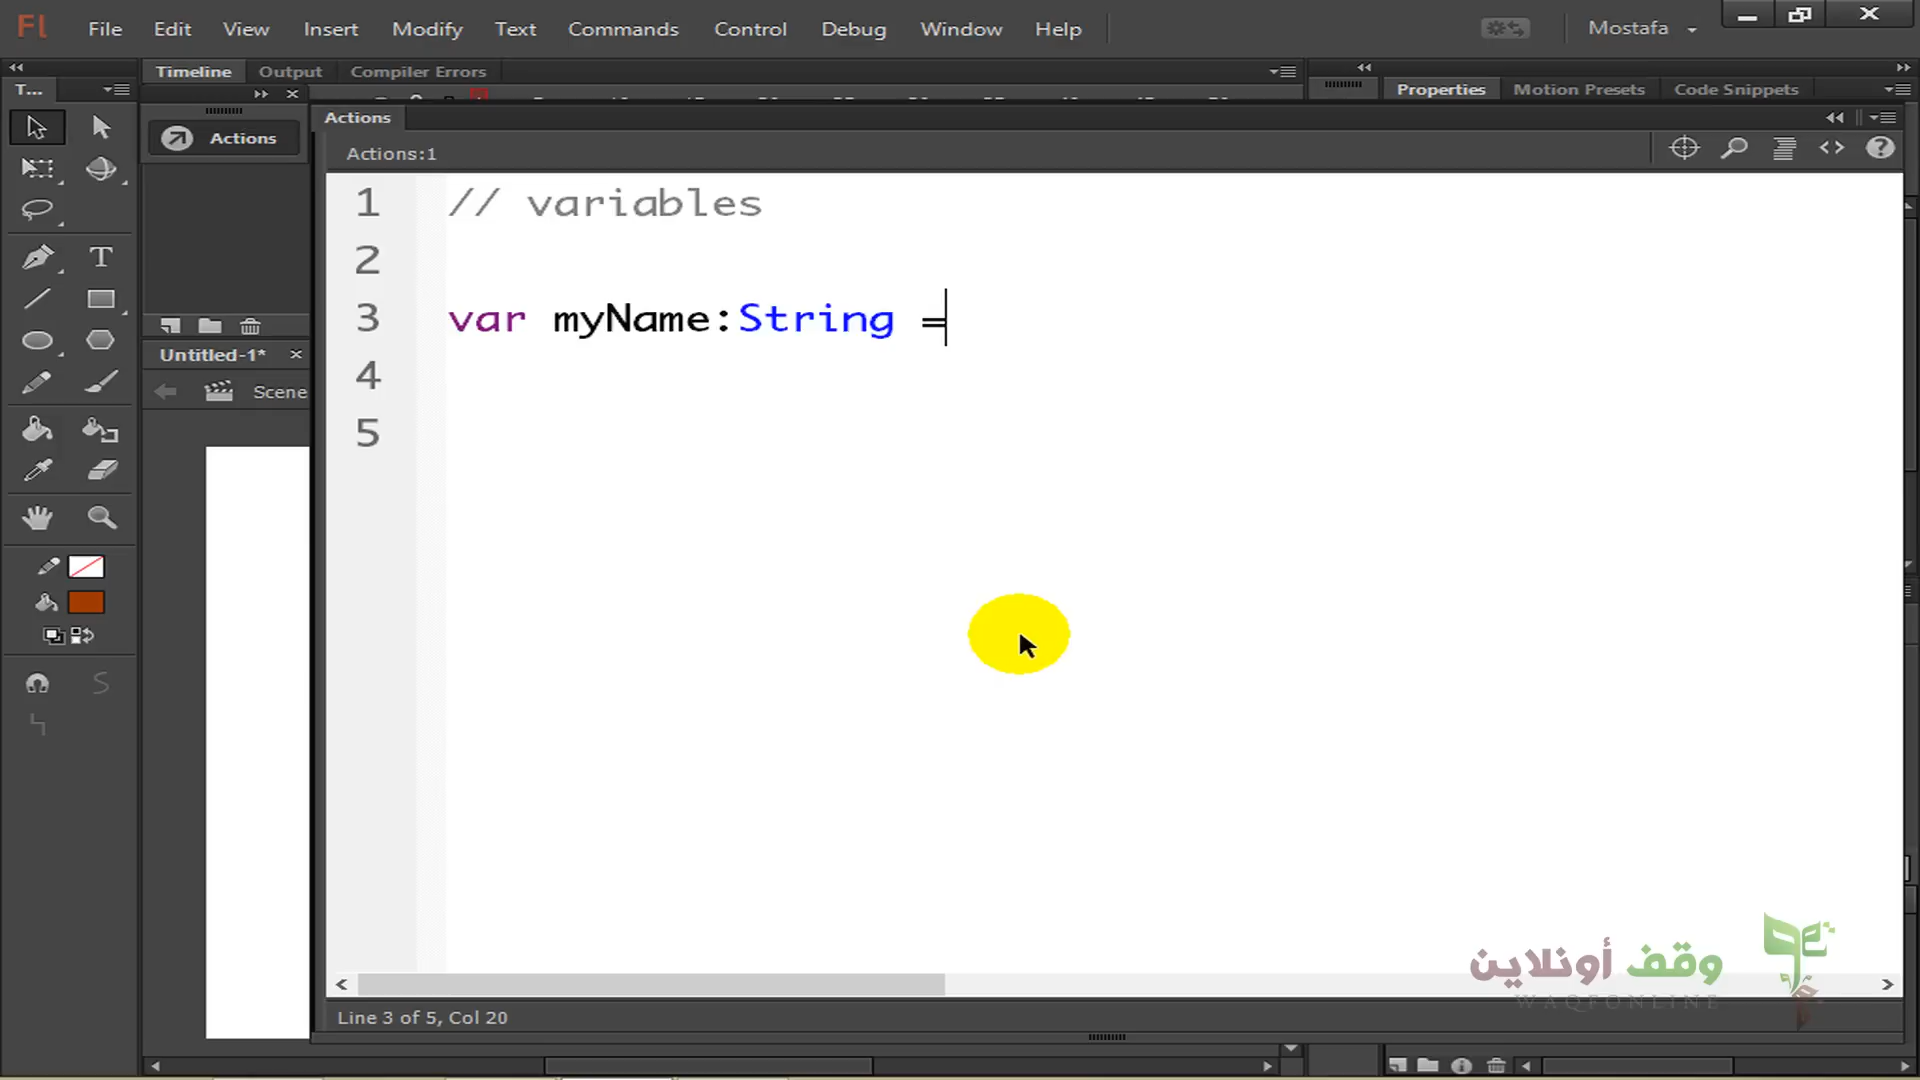 Fl File Edit View Insert Modify Text Commands Control Debug Window Help Mostafa
Timeline Output Compiler Errors
T... Properties Motion Presets Code Snippets
Actions
Actions
Actions:1
1 // variables
2
3 var myName:String =
4
5
Untitled-1*
Scene
وقف أونلاين
WAQFONLINE
Line 3 of 5, Col 20